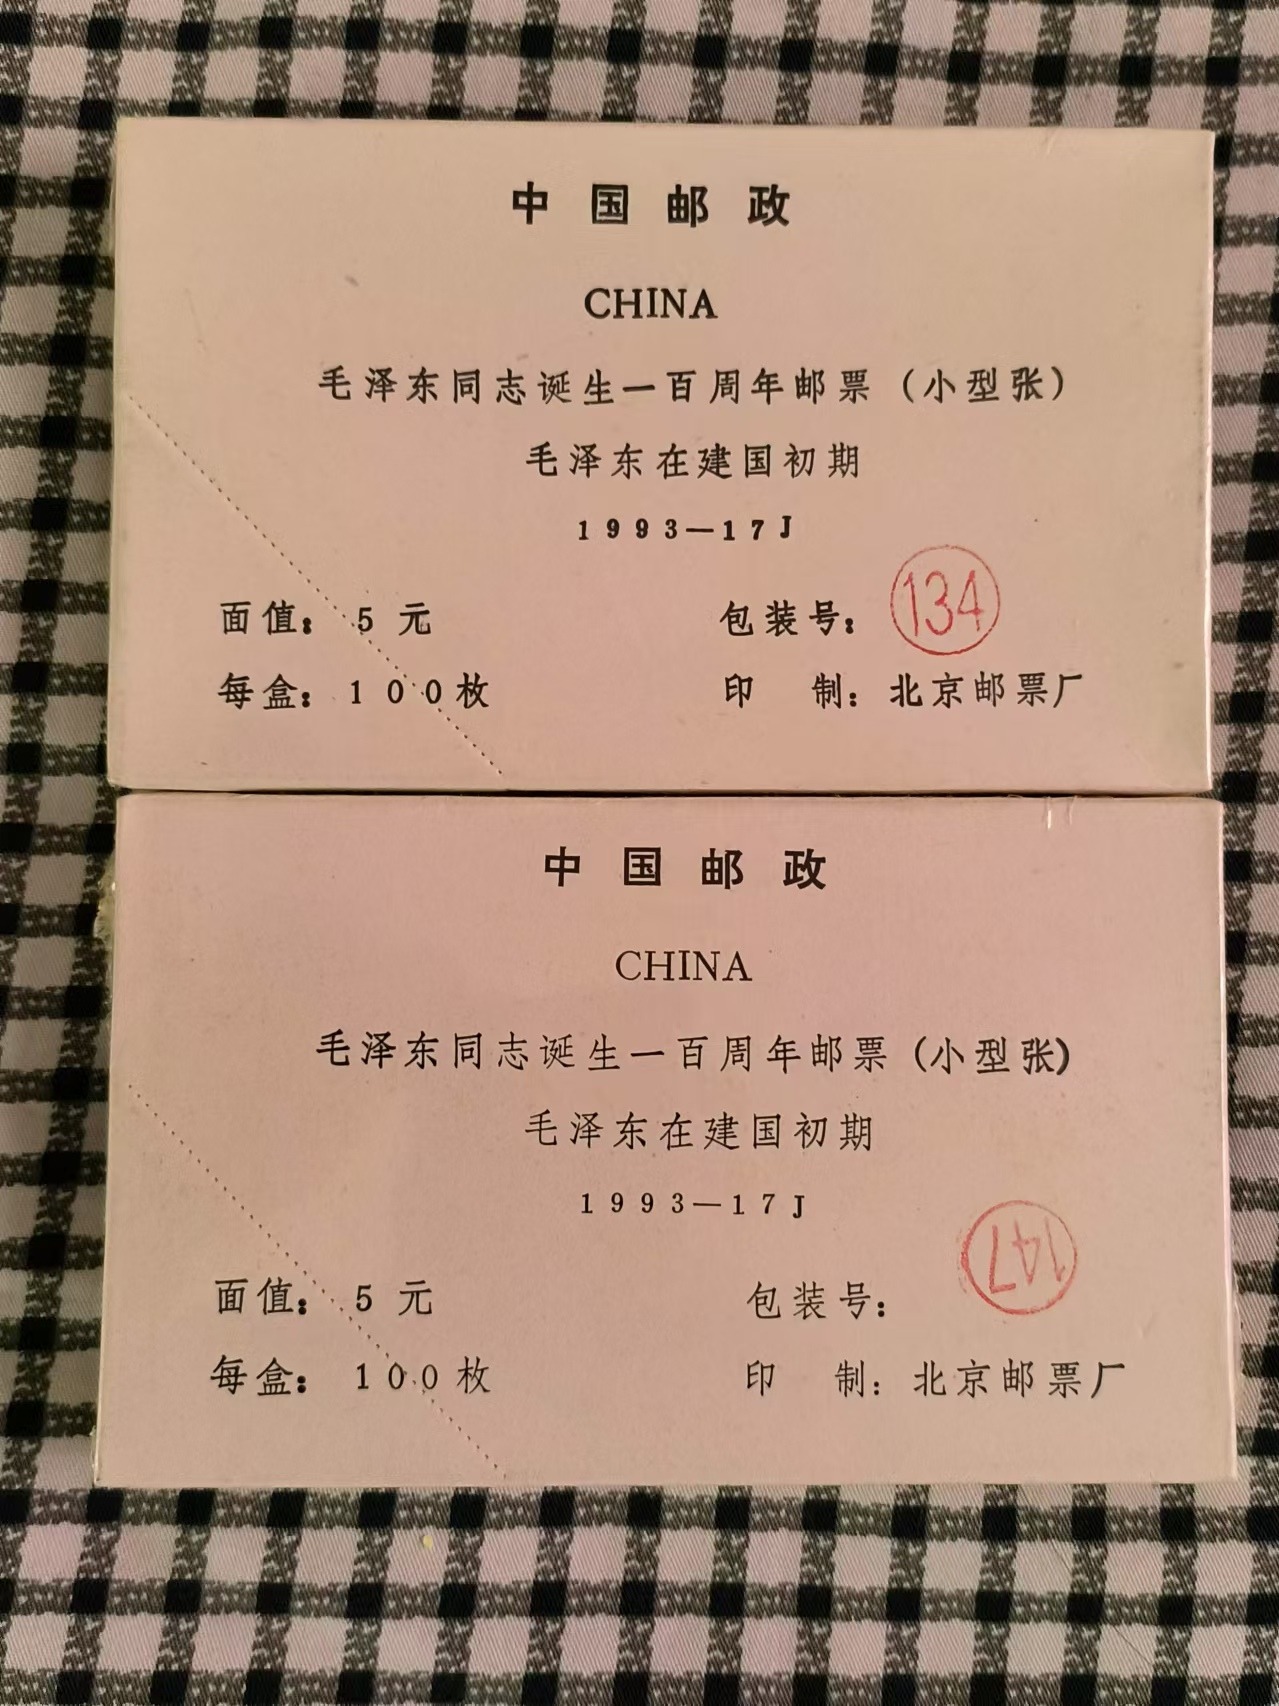 中国邮政
CHINA
毛泽东同志诞生一百周年邮票(小型张)
毛泽东在建国初期
1993—17J
面值：5 元 包装号：134
每盒：100枚 印 制：北京邮票厂
中国邮政
CHINA
毛泽东同志诞生一百周年邮票(小型张)
毛泽东在建国初期
1993—17J
面值：5 元 包装号：147
每盒：100枚 印 制：北京邮票厂